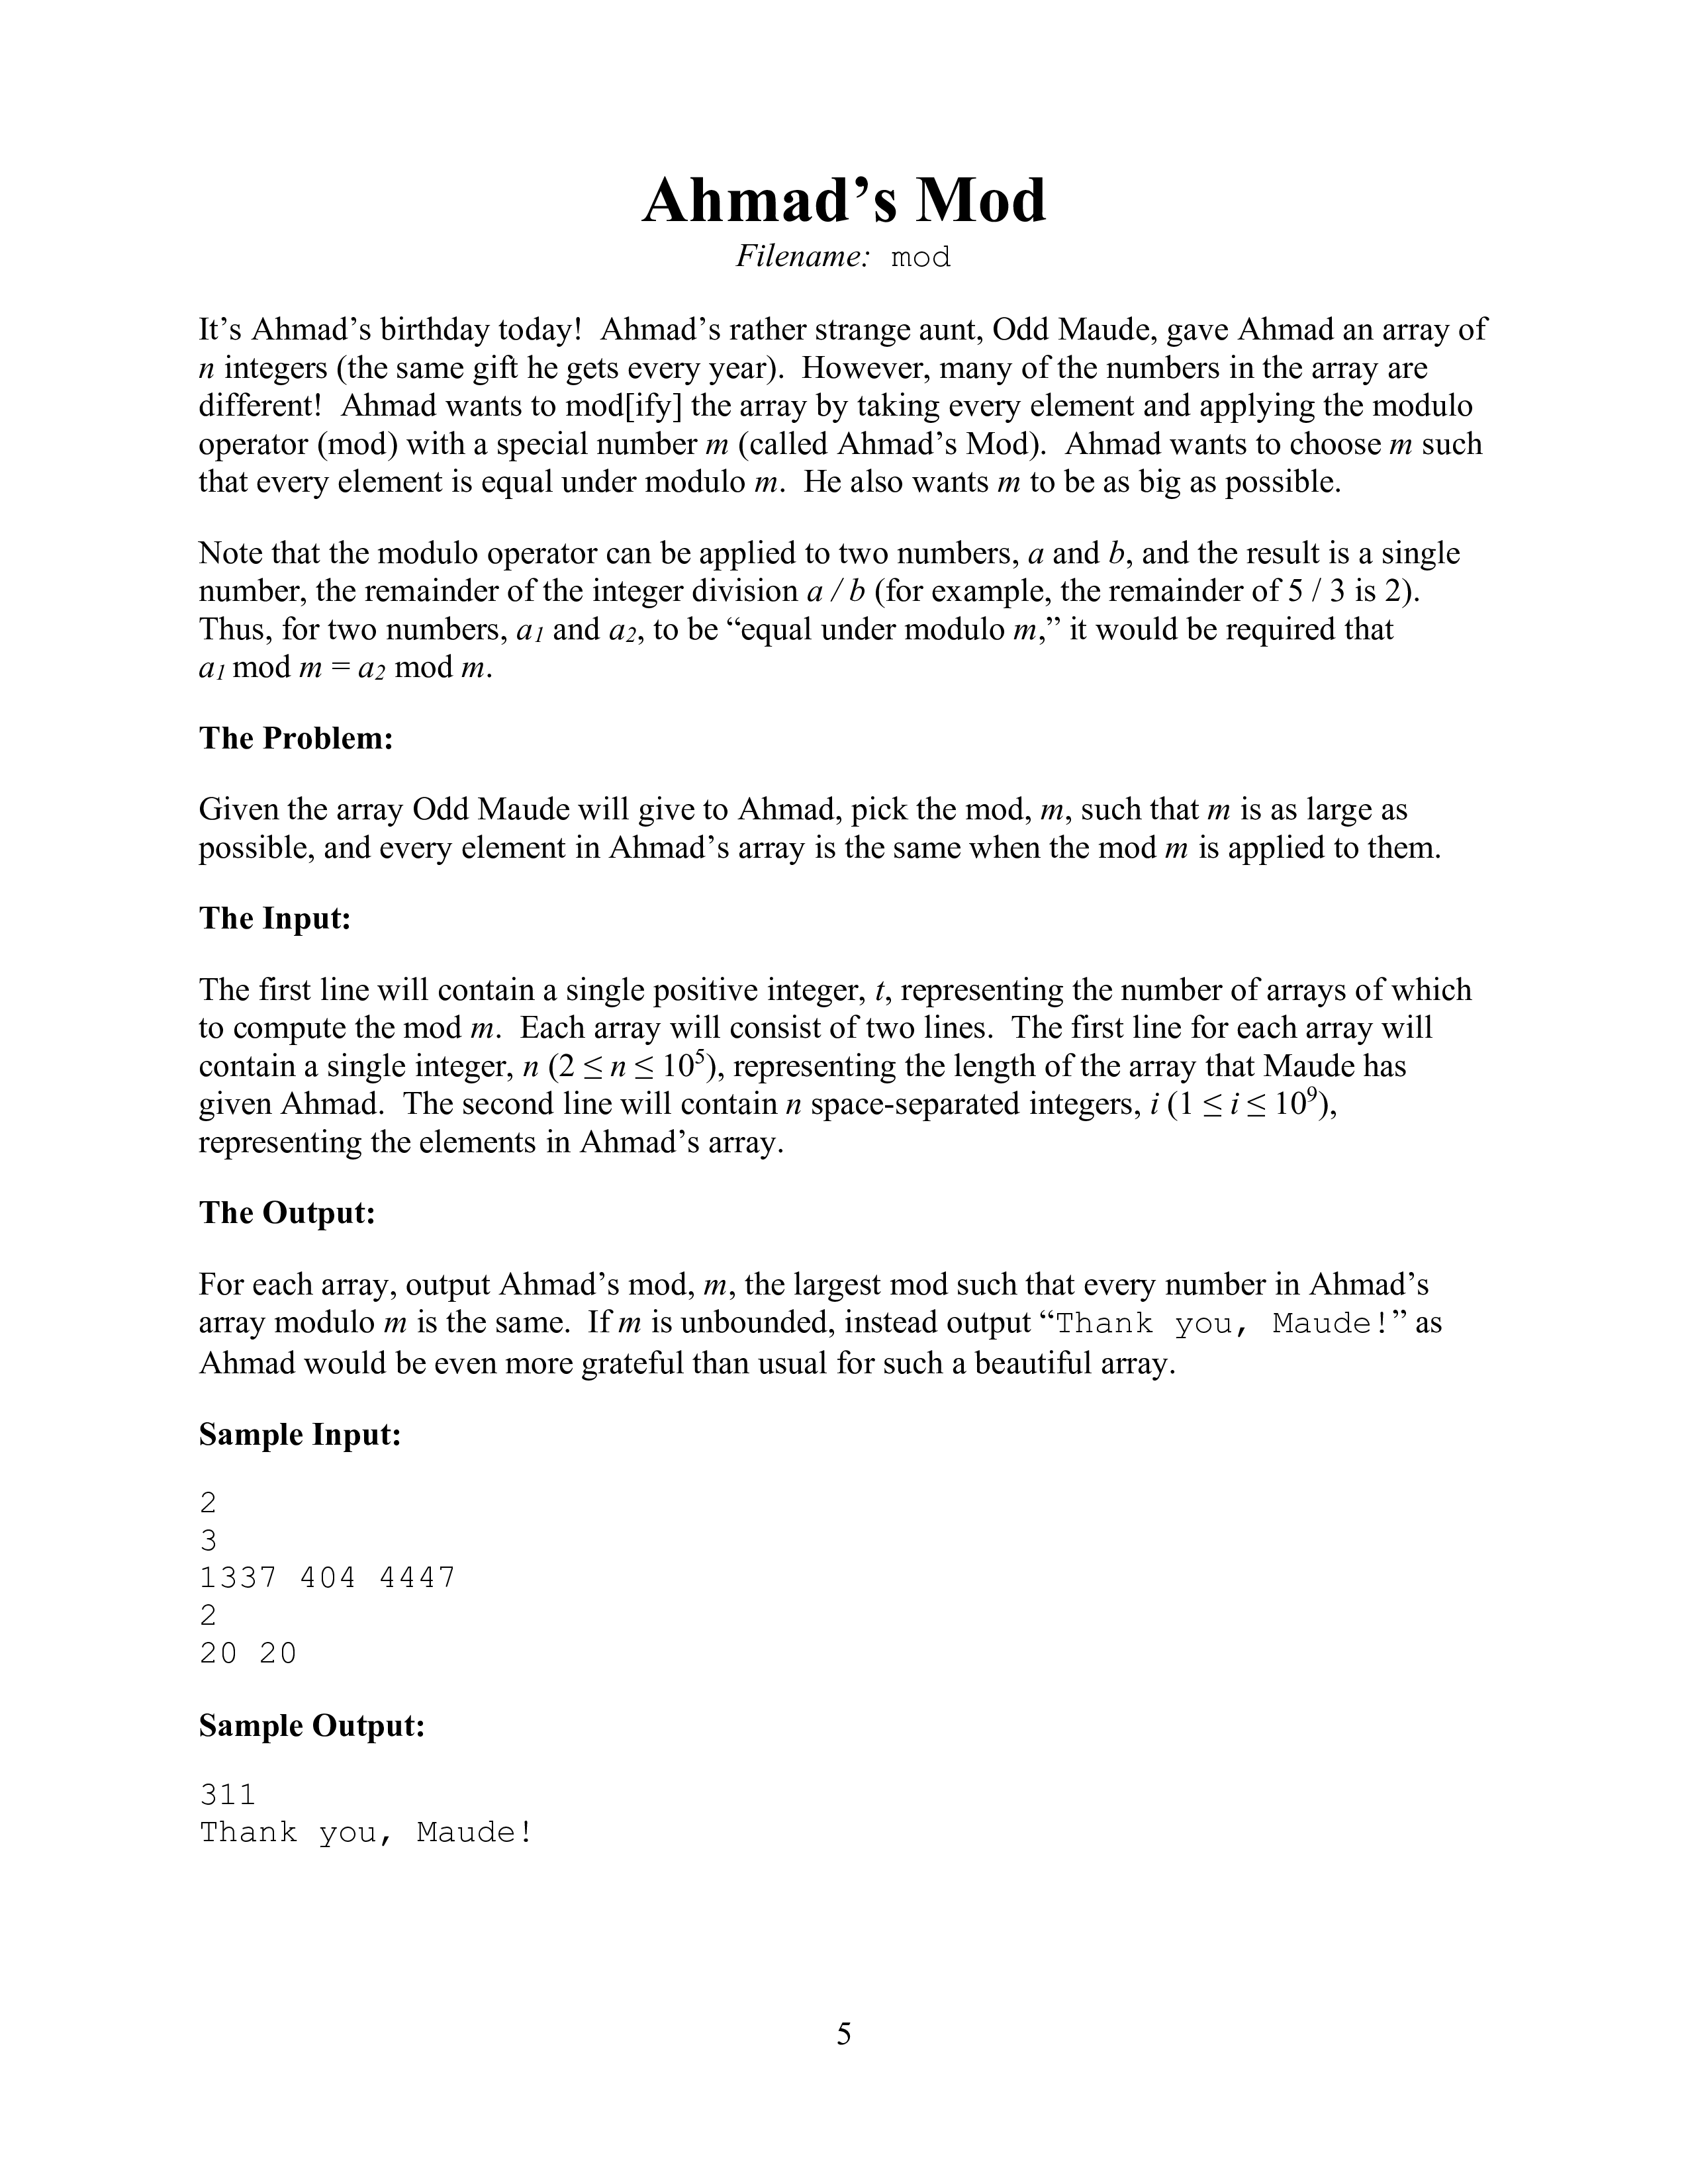 Ahmad’s Mod
Filename: mod
It’s Ahmad’s birthday today! Ahmad’s rather strange aunt, Odd Maude, gave Ahmad an array of
n integers (the same gift he gets every year). However, many of the numbers in the array are
different! Ahmad wants to mod[ify] the array by taking every element and applying the modulo
operator (mod) with a special number m (called Ahmad’s Mod). Ahmad wants to choose m such
that every element is equal under modulo m. He also wants m to be as big as possible.
Note that the modulo operator can be applied to two numbers, a and b, and the result is a single
number, the remainder of the integer division a / b (for example, the remainder of 5 / 3 is 2).
Thus, for two numbers, a1 and a2, to be “equal under modulo m,” it would be required that
a1 mod m = a2 mod m.
The Problem:
Given the array Odd Maude will give to Ahmad, pick the mod, m, such that m is as large as
possible, and every element in Ahmad’s array is the same when the mod m is applied to them.
The Input:
The first line will contain a single positive integer, t, representing the number of arrays of which
to compute the mod m. Each array will consist of two lines. The first line for each array will
contain a single integer, n (2 ≤ n ≤ 10⁵), representing the length of the array that Maude has
given Ahmad. The second line will contain n space-separated integers, i (1 ≤ i ≤ 10⁹),
representing the elements in Ahmad’s array.
The Output:
For each array, output Ahmad’s mod, m, the largest mod such that every number in Ahmad’s
array modulo m is the same. If m is unbounded, instead output “Thank you, Maude!” as
Ahmad would be even more grateful than usual for such a beautiful array.
Sample Input:
2
3
1337 404 4447
2
20 20
Sample Output:
311
Thank you, Maude!
5